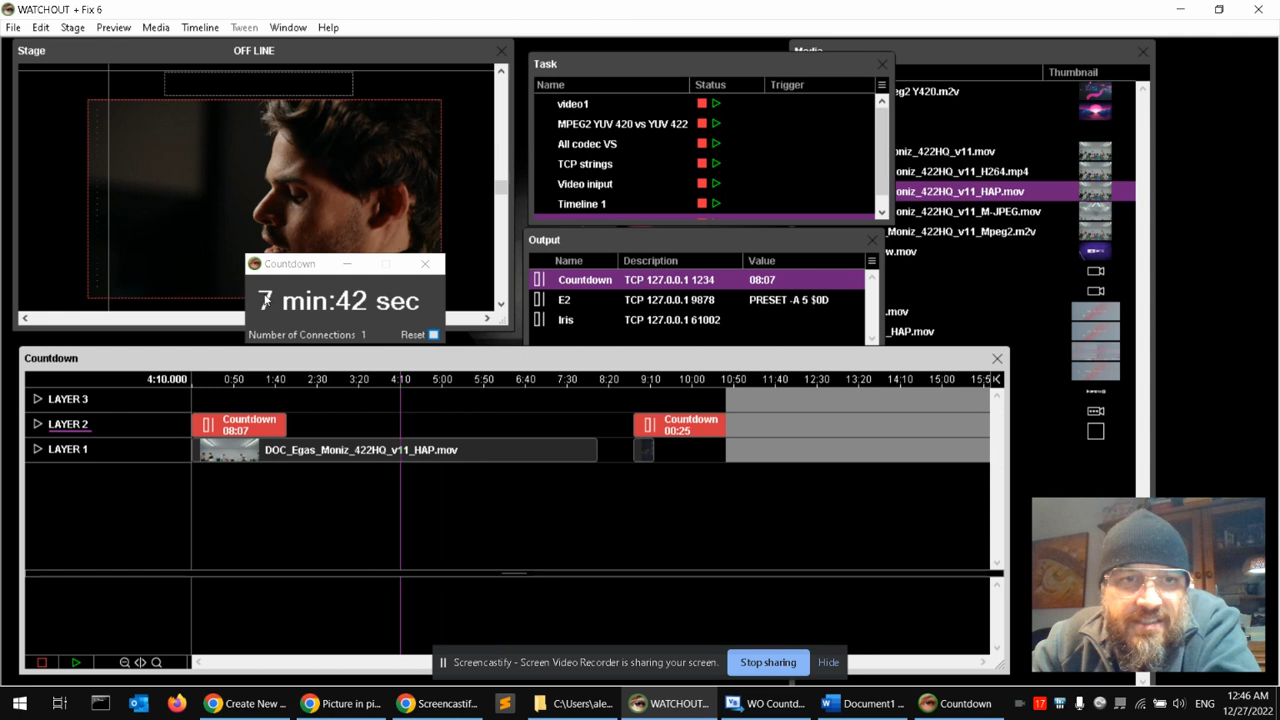 WATCHOUT + Fix 6
File Edit Stage Preview Media Timeline Tween Window Help
Stage OFF LINE
Countdown
7 min:42 sec
Number of Connections 1 Reset
Task
Name Status Trigger
video1
MPEG2 YUV 420 vs YUV 422
All codec VS
TCP strings
Video iniput
Timeline 1
Output
Name Description Value
Countdown TCP 127.0.0.1 1234 08:07
E2 TCP 127.0.0.1 9878 PRESET -A 5 $0D
Iris TCP 127.0.0.1 61002
Media
Thumbnail
eg2 Y420.m2v
oniz_422HQ_v11.mov
oniz_422HQ_v11_H264.mp4
oniz_422HQ_v11_HAP.mov
oniz_422HQ_v11_M-JPEG.mov
Moniz_422HQ_v11_Mpeg2.m2v
w.mov
.mov
_HAP.mov
Countdown
4:10.000 0:50 1:40 2:30 3:20 4:10 5:00 5:50 6:40 7:30 8:20 9:10 10:00 10:50 11:40 12:30 13:20 14:10 15:00 15:5
LAYER 3
LAYER 2 Countdown 08:07 Countdown 00:25
LAYER 1 DOC_Egas_Moniz_422HQ_v11_HAP.mov
Screencastify - Screen Video Recorder is sharing your screen. Stop sharing Hide
Create New ... Picture in pi... Screencastif... C:\Users\ale... WATCHOUT... WO Countd... Document1 ... Countdown 17 ENG
12:46 AM
12/27/2022